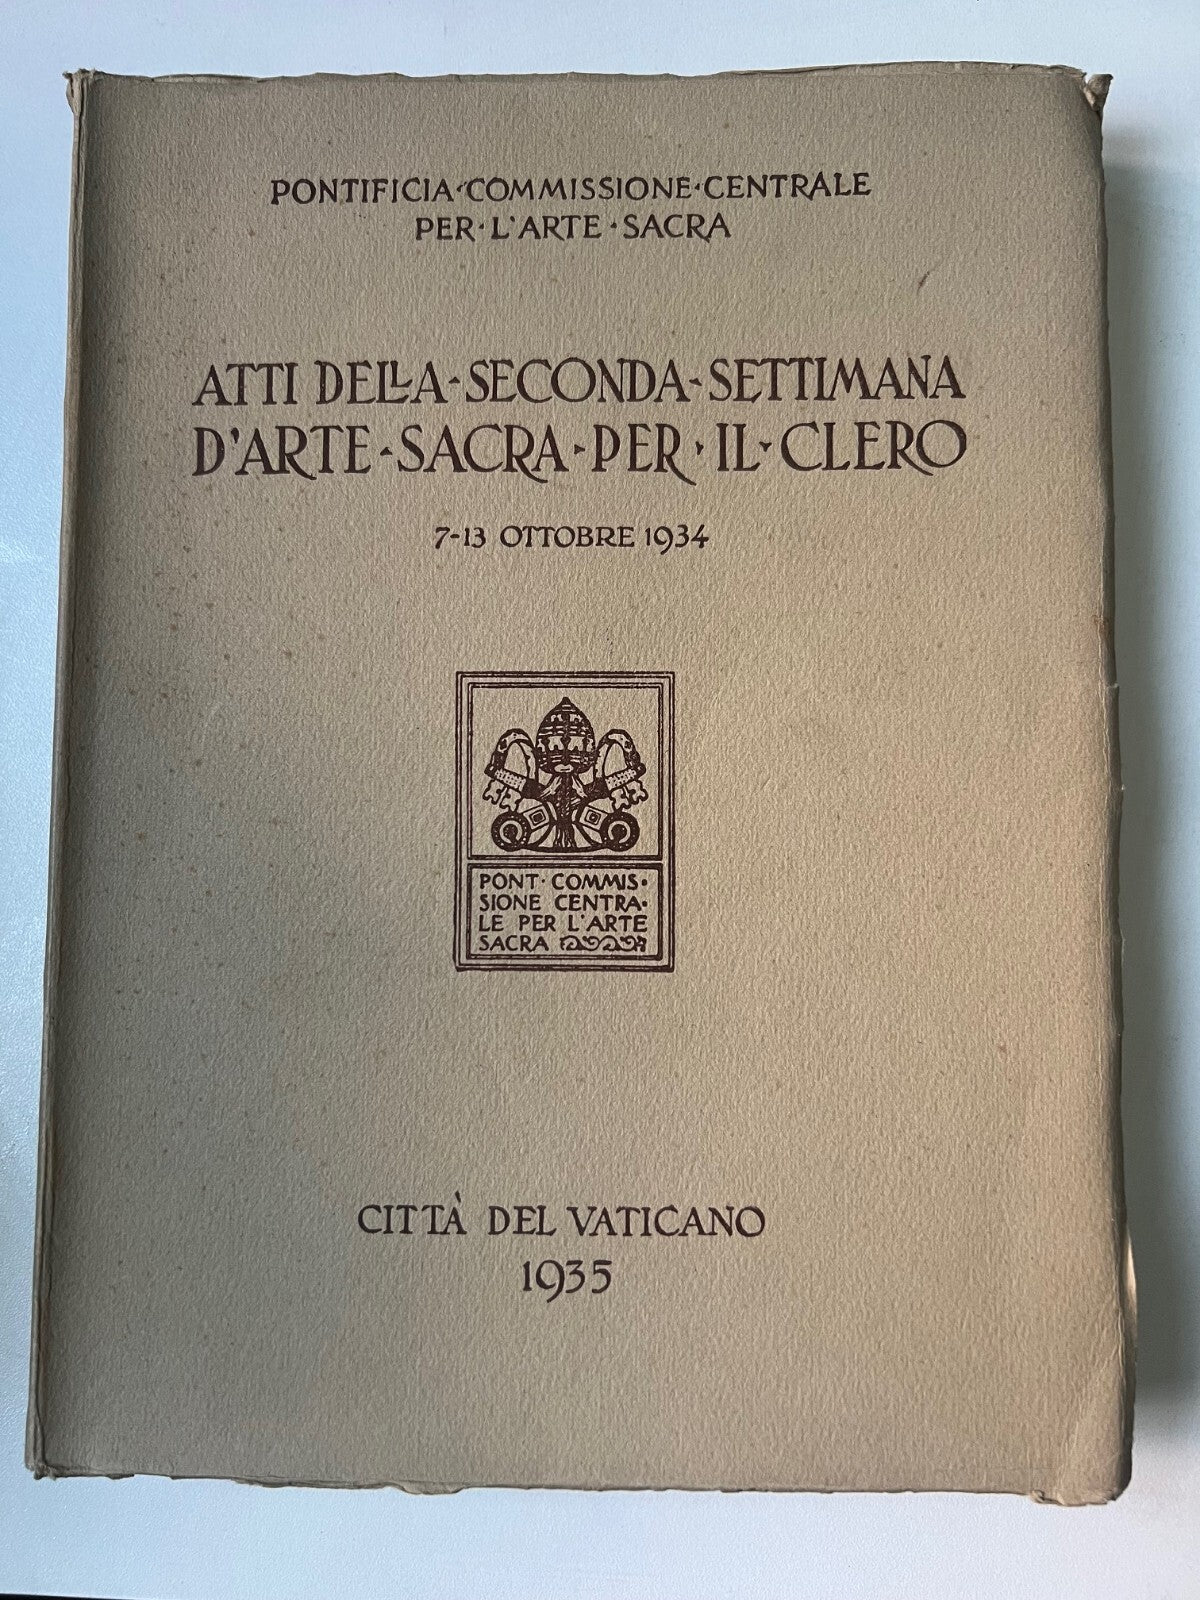 PONTIFICIA·COMMISSIONE·CENTRALE
PER·L'ARTE·SACRA
ATTI DELLA·SECONDA·SETTIMANA
D'ARTE·SACRA·PER·IL·CLERO
7-13 OTTOBRE 1934
PONT·COMMIS·
SIONE CENTRA·
LE PER L'ARTE
SACRA
CITTÀ DEL VATICANO
1935